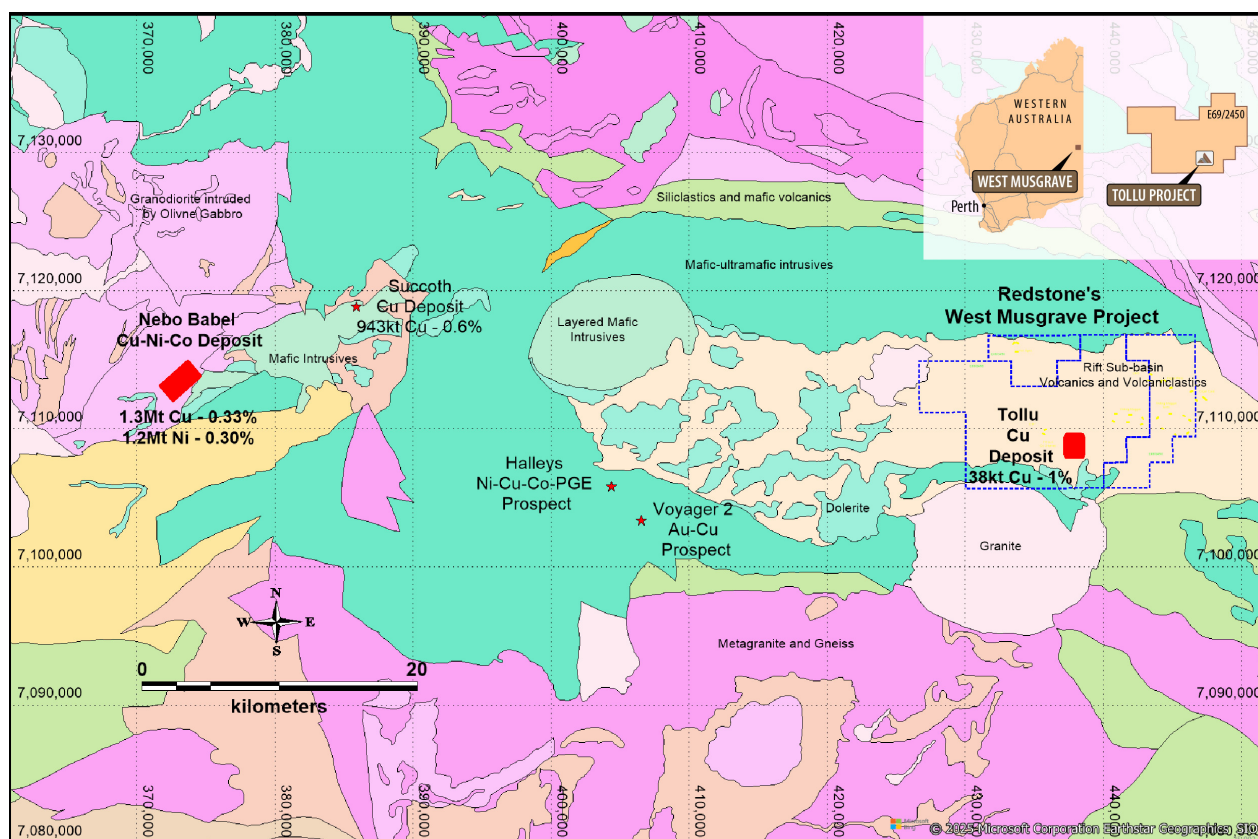 370,000
380,000
390,000
400,000
410,000
420,000
7,130,000
7,120,000
7,110,000
7,100,000
7,090,000
7,080,000
WESTERN
AUSTRALIA
WEST MUSGRAVE
Perth
E69/2450
TOLLU PROJECT
Granodiorite intruded
by Olivne Gabbro
Siliclastics and mafic volcanics
Mafic-ultramafic intrusives
7,120,000
Succoth
Cu Deposit
943kt Cu - 0.6%
Nebo Babel
Cu-Ni-Co Deposit
1.3Mt Cu - 0.33%
1.2Mt Ni - 0.30%
Mafic Intrusives
Layered Mafic
Intrusives
Redstone's
West Musgrave Project
Rift Sub-basin
Volcanics and Volcaniclastics
7,110,000
Tollu
Cu
Deposit
38kt Cu - 1%
Halleys
Ni-Cu-Co-PGE
Prospect
Voyager 2
Au-Cu
Prospect
Dolerite
Granite
7,100,000
Metagranite and Gneiss
7,090,000
N
W
E
S
0
20
kilometers
370,000
380,000
390,000
400,000
410,000
420,000
430,000
440,000
Microsoft
Bing
© 2025 Microsoft Corporation Earthstar Geographics